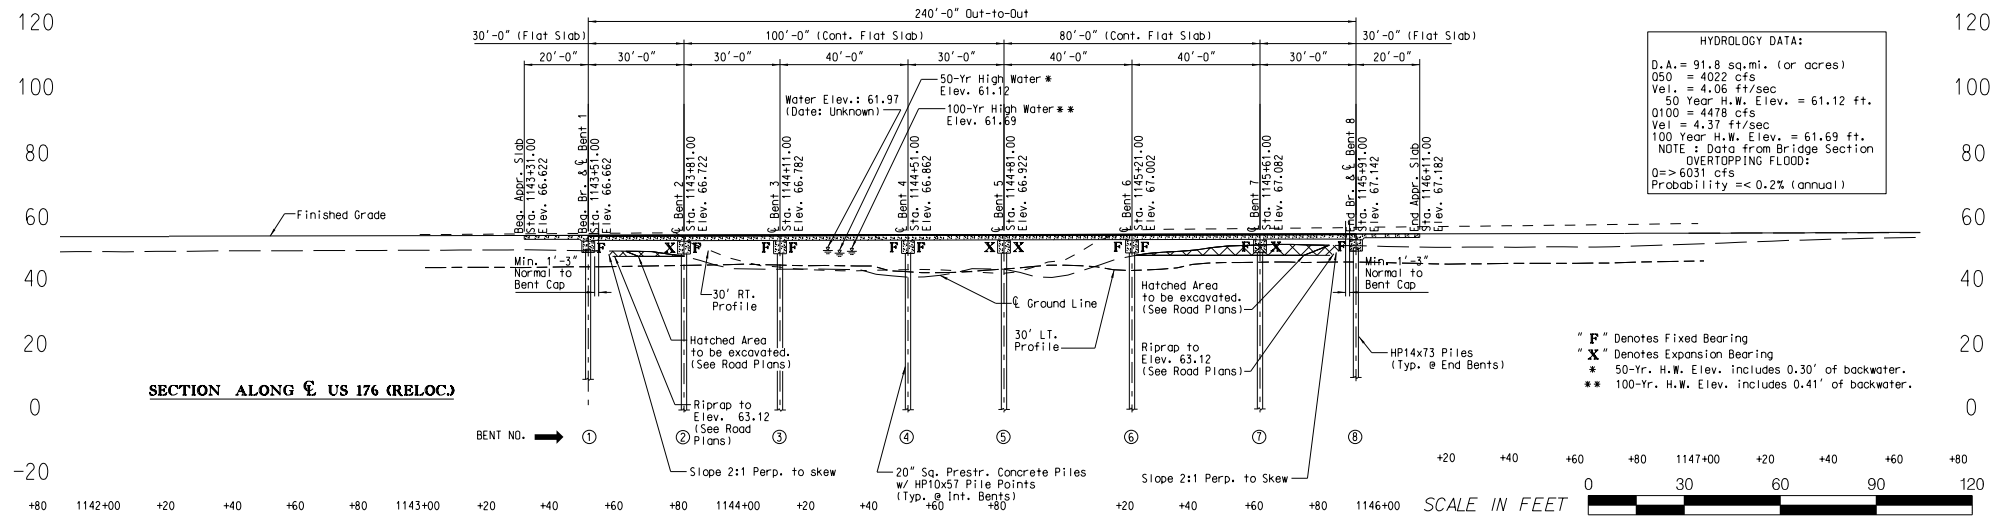 120
100
80
60
40
20
0
-20
240'-0" Out-to-Out
30'-0" (Flat Slab)
100'-0" (Cont. Flat Slab)
80'-0" (Cont. Flat Slab)
30'-0" (Flat Slab)
20'-0"
30'-0"
30'-0"
40'-0"
30'-0"
40'-0"
40'-0"
30'-0"
20'-0"
Water Elev.: 61.97
(Date: Unknown)
50-Yr High Water *
Elev. 61.12
100-Yr High Water * *
Elev. 61.69
Beg. Appr. Slab
Sta. 1143+31.00
Elev. 66.622
Beg. Br. & ℄ Bent 1
Sta. 1143+51.00
Elev. 66.662
℄ Bent 2
Sta. 1143+81.00
Elev. 66.722
℄ Bent 3
Sta. 1144+11.00
Elev. 66.782
℄ Bent 4
Sta. 1144+51.00
Elev. 66.862
℄ Bent 5
Sta. 1144+81.00
Elev. 66.922
℄ Bent 6
Sta. 1145+21.00
Elev. 67.002
℄ Bent 7
Sta. 1145+61.00
Elev. 67.082
End Br. & ℄ Bent 8
Sta. 1145+91.00
Elev. 67.142
End Appr. Slab
Sta. 1146+11.00
Elev. 67.182
HYDROLOGY DATA:
D.A.= 91.8 sq.mi. (or acres)
Q50 = 4022 cfs
Vel. = 4.06 ft/sec
50 Year H.W. Elev. = 61.12 ft.
Q100 = 4478 cfs
Vel = 4.37 ft/sec
100 Year H.W. Elev. = 61.69 ft.
NOTE : Data from Bridge Section
OVERTOPPING FLOOD:
Q=> 6031 cfs
Probability =< 0.2% (annual)
120
100
80
60
40
20
0
Finished Grade
F
X F
F F
F F
X X
F F
F X
F
Min. 1'-3"
Normal to
Bent Cap
30' RT.
Profile
℄ Ground Line
30' LT.
Profile
Hatched Area
to be excavated.
(See Road Plans)
Hatched Area
to be excavated.
(See Road Plans)
Riprap to
Elev. 63.12
(See Road Plans)
Min. 1'-3"
Normal to
Bent Cap
HP14x73 Piles
(Typ. @ End Bents)
" F " Denotes Fixed Bearing
" X " Denotes Expansion Bearing
* 50-Yr. H.W. Elev. includes 0.30' of backwater.
** 100-Yr. H.W. Elev. includes 0.41' of backwater.
SECTION ALONG ℄ US 176 (RELOC.)
Riprap to
Elev. 63.12
(See Road
Plans)
BENT NO.
1 2 3 4 5 6 7 8
Slope 2:1 Perp. to skew
20" Sq. Prestr. Concrete Piles
w/ HP10x57 Pile Points
(Typ. @ Int. Bents)
Slope 2:1 Perp. to Skew
+20 +40 +60 +80 1147+00 +20 +40 +60 +80
+80 1142+00 +20 +40 +60 +80 1143+00 +20 +40 +60 +80 1144+00 +20 +40 +60 +80 +20 +40 +60 +80 1146+00
SCALE IN FEET
0 30 60 90 120